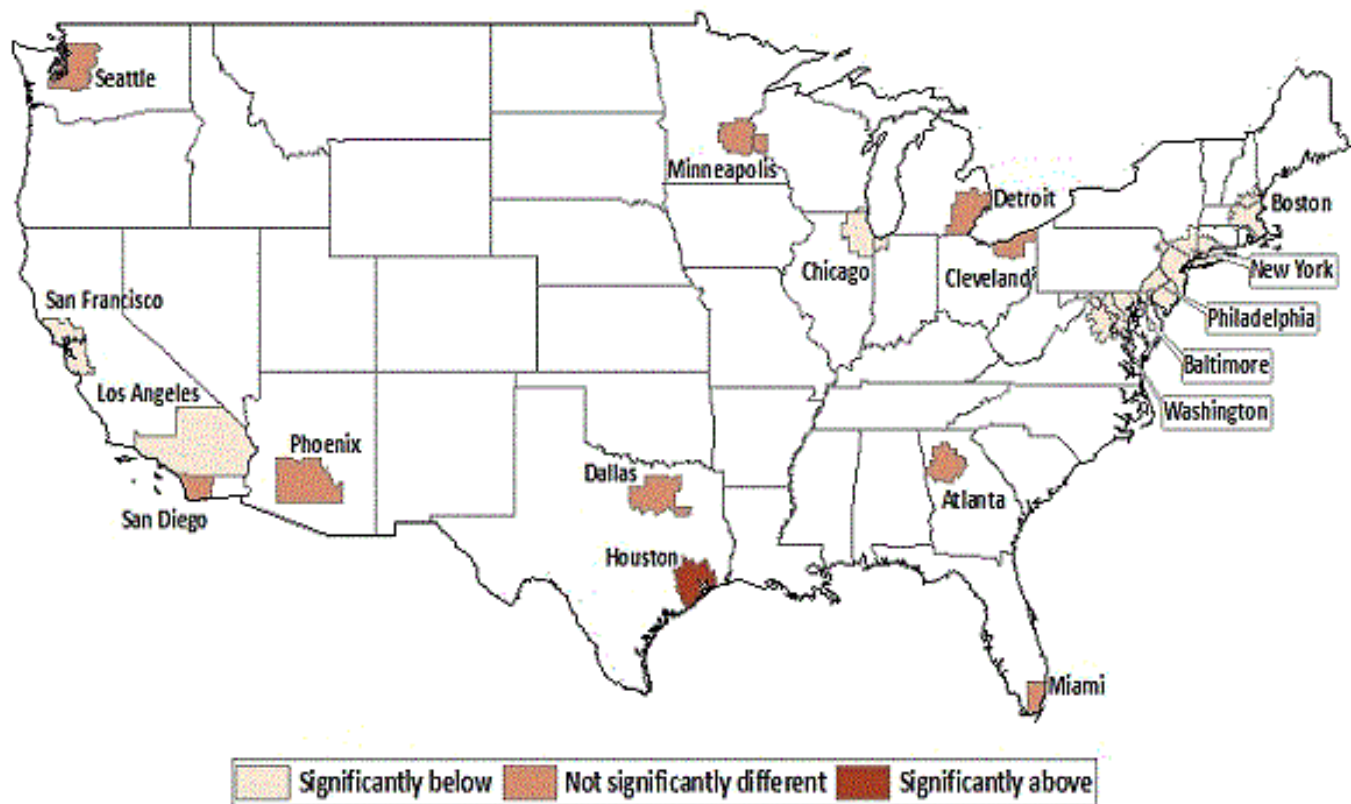 Seattle
Minneapolis
Detroit
Boston
Chicago
Cleveland
New York
San Francisco
Philadelphia
Baltimore
Los Angeles
Washington
Phoenix
Dallas
Atlanta
San Diego
Houston
Miami
Significantly below
Not significantly different
Significantly above